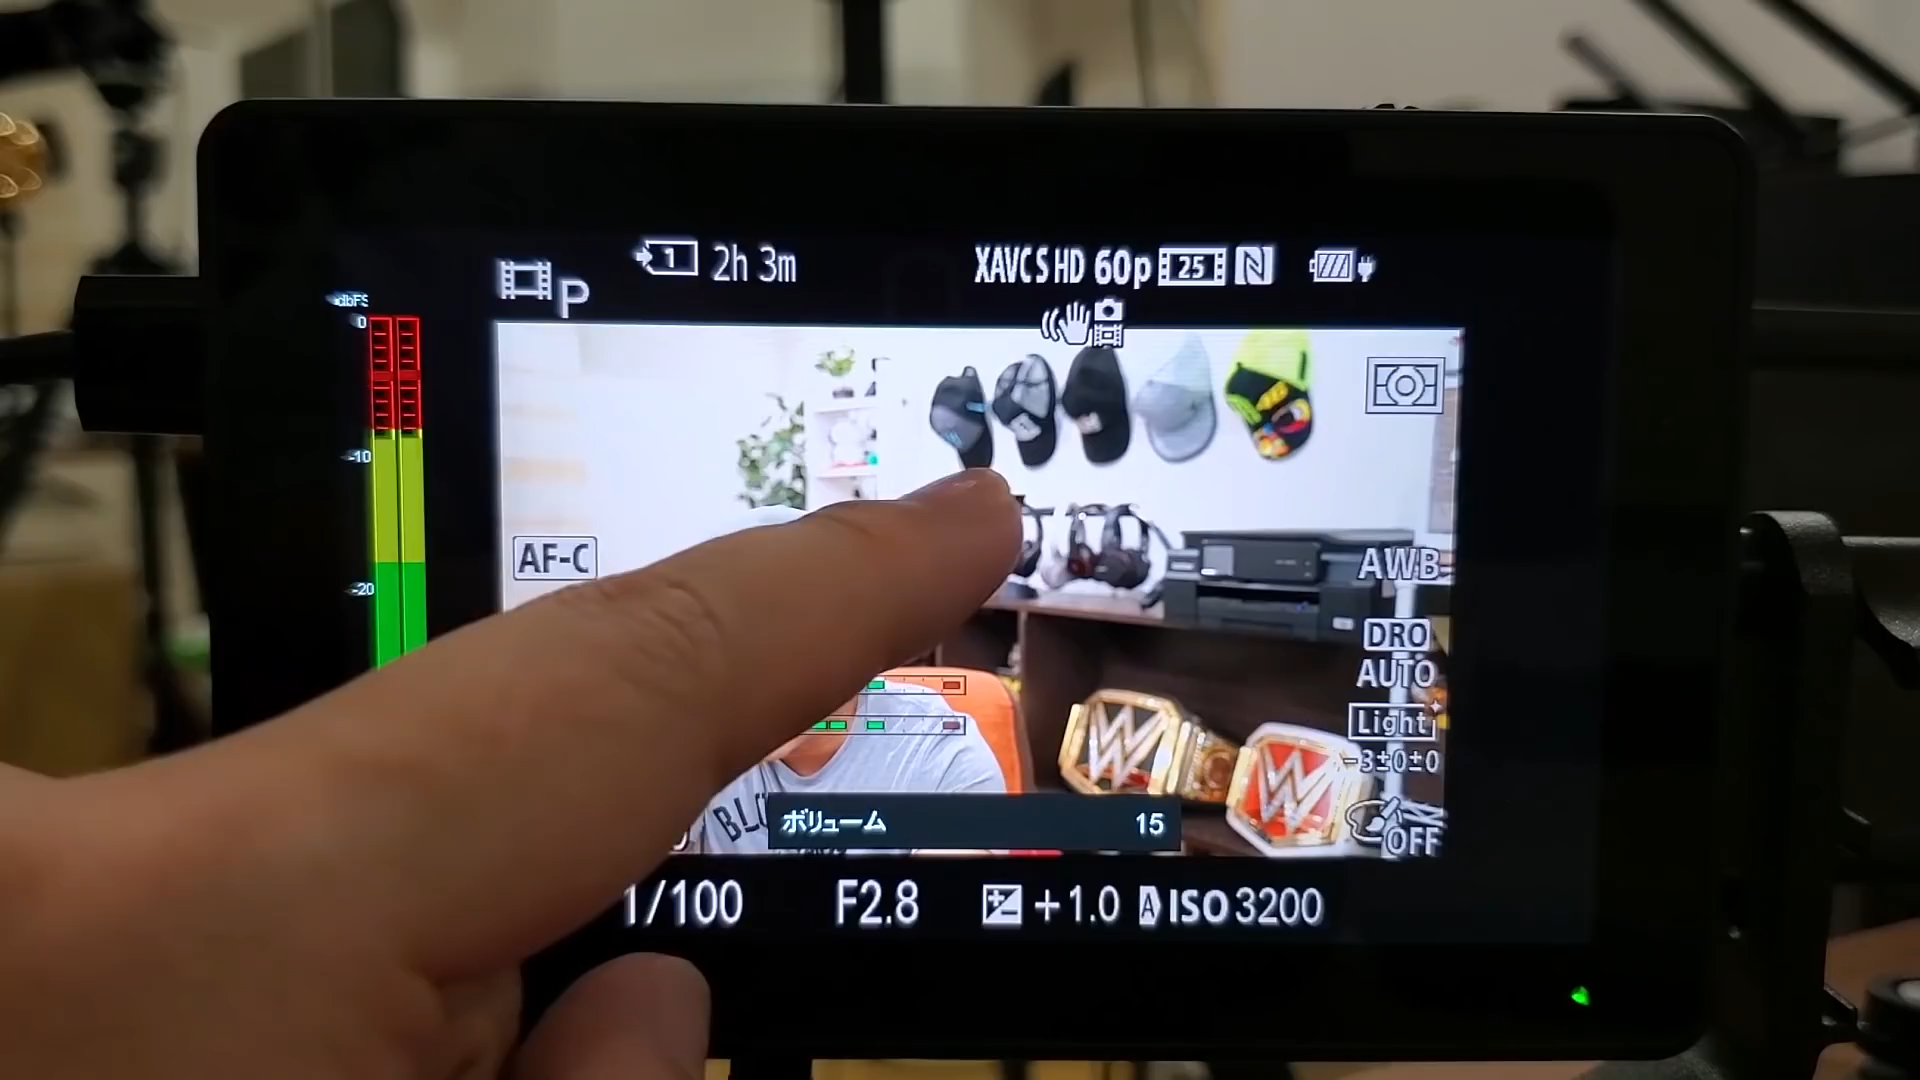 1 2h 3m
XAVC S HD 60p 25 N
P
dbFS
0
-10
-20
AF-C
AWB
DRO
AUTO
Light
-3±0±0
OFF
W W
ボリューム 15
1/100 F2.8 +1.0 A ISO 3200